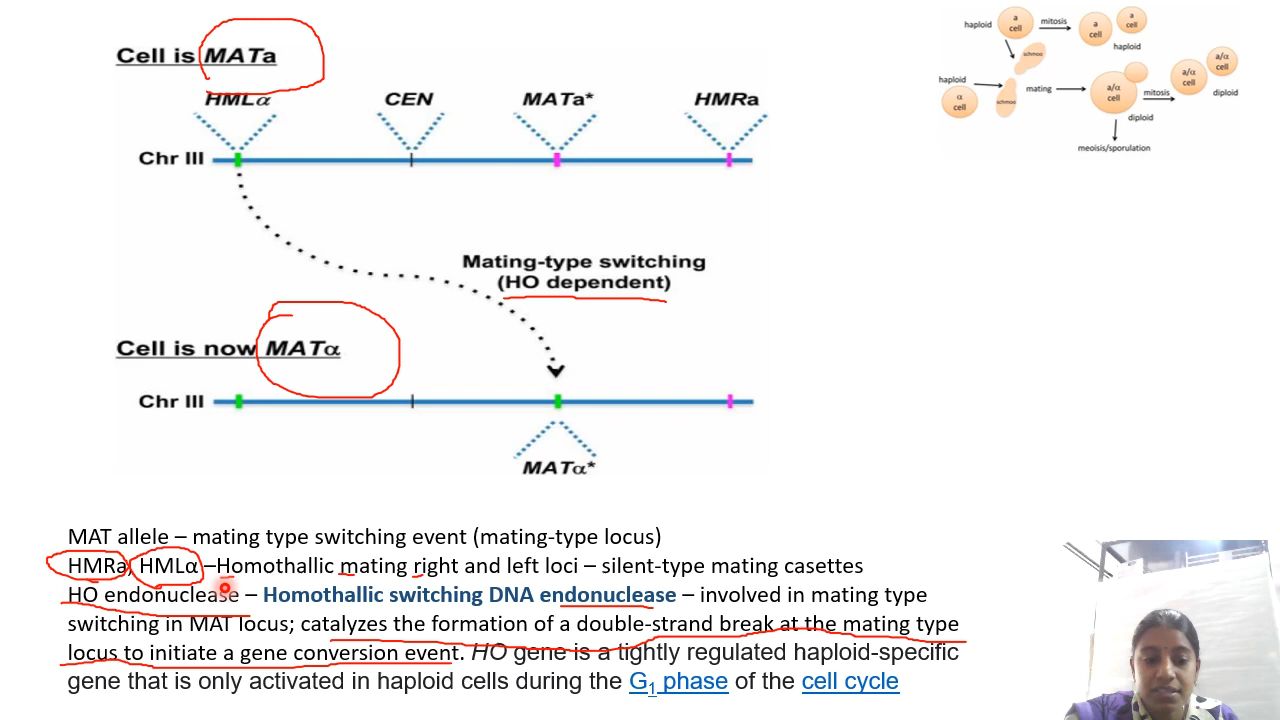 Cell is MATa
HMLα CEN MATa* HMRa
Chr III
Mating-type switching
(HO dependent)
Cell is now MATα
Chr III
MATα*
haploid
a
cell
mitosis
a
cell
a
cell
haploid
schmoo
haploid
α
cell
schmoo
mating
a/α
cell
diploid
mitosis
a/α
cell
a/α
cell
diploid
meoisis/sporulation
MAT allele – mating type switching event (mating-type locus)
HMRa, HMLα –Homothallic mating right and left loci – silent-type mating casettes
HO endonuclease – Homothallic switching DNA endonuclease – involved in mating type
switching in MAT locus; catalyzes the formation of a double-strand break at the mating type
locus to initiate a gene conversion event. HO gene is a tightly regulated haploid-specific
gene that is only activated in haploid cells during the G1 phase of the cell cycle